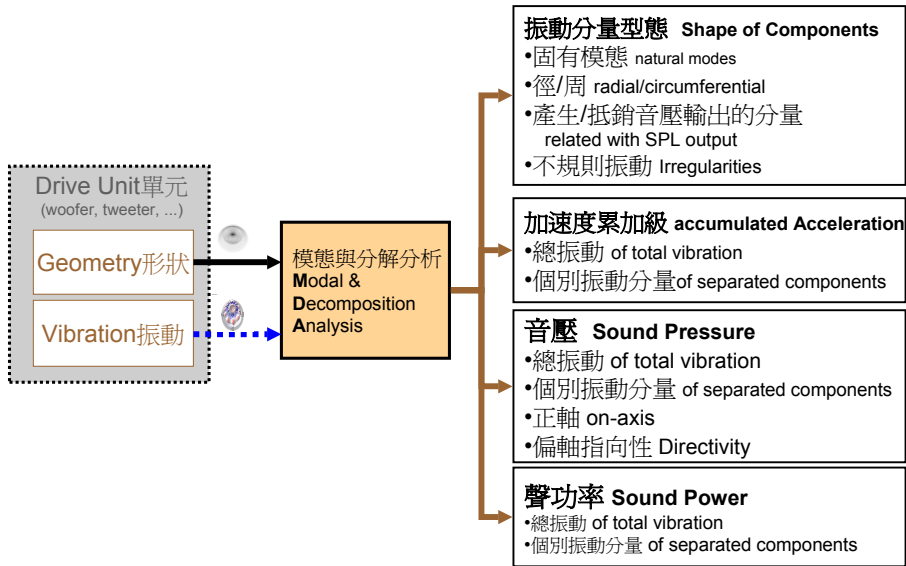 Drive Unit單元
(woofer, tweeter, ...)
Geometry形狀
Vibration振動
模態與分解分析
Modal &
Decomposition
Analysis
振動分量型態 Shape of Components
•固有模態 natural modes
•徑/周 radial/circumferential
•產生/抵銷音壓輸出的分量
related with SPL output
•不規則振動 Irregularities
加速度累加級 accumulated Acceleration
•總振動 of total vibration
•個別振動分量of separated components
音壓 Sound Pressure
•總振動 of total vibration
•個別振動分量 of separated components
•正軸 on-axis
•偏軸指向性 Directivity
聲功率 Sound Power
•總振動 of total vibration
•個別振動分量 of separated components